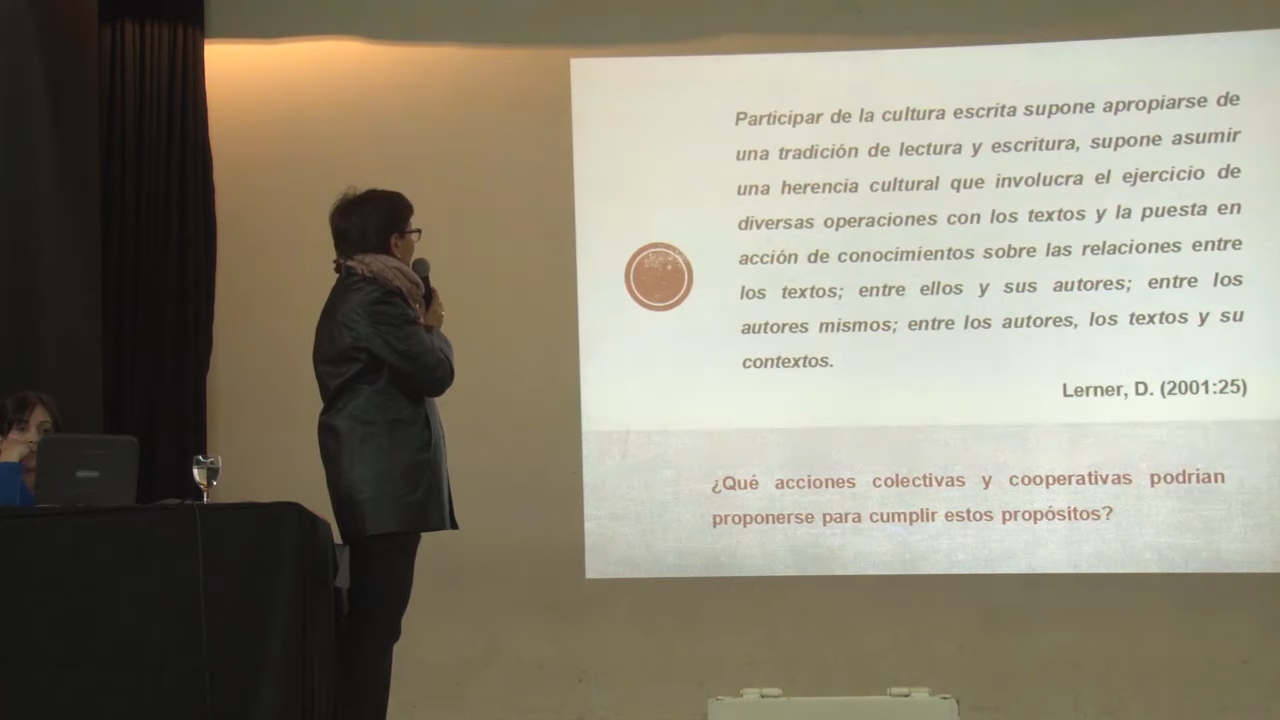 Participar de la cultura escrita supone apropiarse de
una tradición de lectura y escritura, supone asumir
una herencia cultural que involucra el ejercicio de
diversas operaciones con los textos y la puesta en
acción de conocimientos sobre las relaciones entre
los textos; entre ellos y sus autores; entre los
autores mismos; entre los autores, los textos y su
contextos.
Lerner, D. (2001:25)
¿Qué acciones colectivas y cooperativas podrían
proponerse para cumplir estos propósitos?